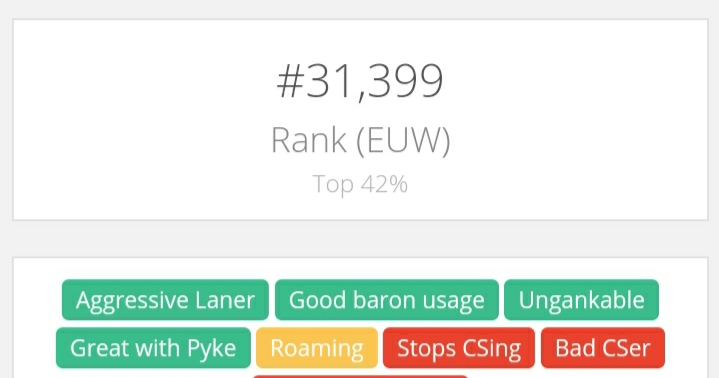 #31,399
Rank (EUW)
Top 42%
Aggressive Laner Good baron usage Ungankable
Great with Pyke Roaming Stops CSing Bad CSer